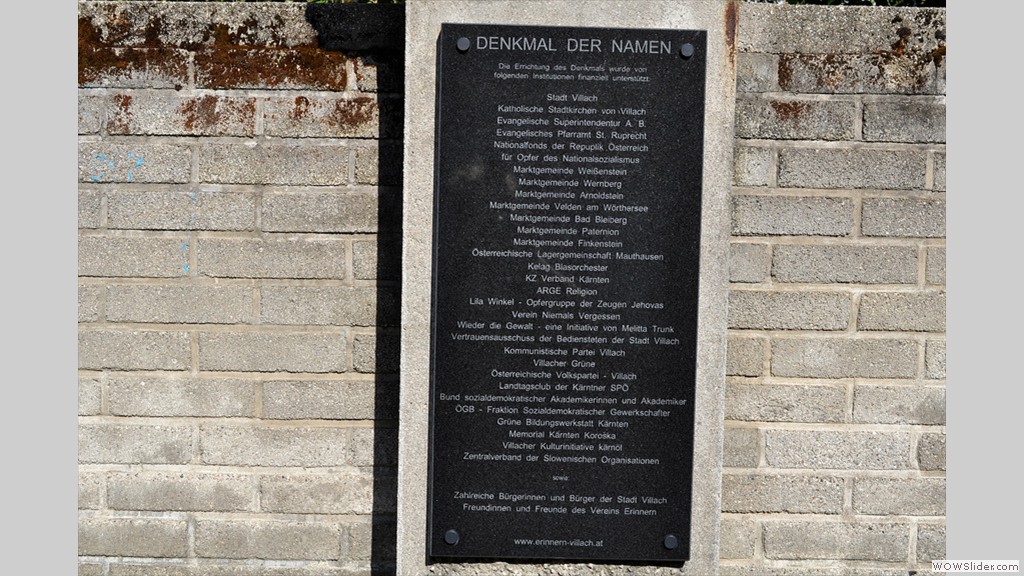 DENKMAL DER NAMEN
Die Errichtung des Denkmals wurde von
folgenden Institutionen finanziell unterstützt:
Stadt Villach
Katholische Stadtkirchen von Villach
Evangelische Superintendentur A. B.
Evangelisches Pfarramt St. Ruprecht
Nationalfonds der Repuplik Österreich
für Opfer des Nationalsozialismus
Marktgemeinde Weißenstein
Marktgemeinde Wernberg
Marktgemeinde Arnoldstein
Marktgemeinde Velden am Wörthersee
Marktgemeinde Bad Bleiberg
Marktgemeinde Paternion
Marktgemeinde Finkenstein
Österreichische Lagergemeinschaft Mauthausen
Kelag Blasorchester
KZ Verband Kärnten
ARGE Religion
Lila Winkel - Opfergruppe der Zeugen Jehovas
Verein Niemals Vergessen
Wieder die Gewalt - eine Initiative von Melitta Trunk
Vertrauensausschuss der Bediensteten der Stadt Villach
Kommunistische Partei Villach
Villacher Grüne
Österreichische Volkspartei - Villach
Landtagsclub der Kärntner SPÖ
Bund sozialdemokratischer Akademikerinnen und Akademiker
ÖGB - Fraktion Sozialdemokratischer Gewerkschafter
Grüne Bildungswerkstatt Kärnten
Memorial Kärnten Koroška
Villacher Kulturinitiative kärnöl
Zentralverband der Slowenischen Organisationen
sowie
Zahlreiche Bürgerinnen und Bürger der Stadt Villach
Freundinnen und Freunde des Vereins Erinnern
www.erinnern-villach.at
WOWSlider.com